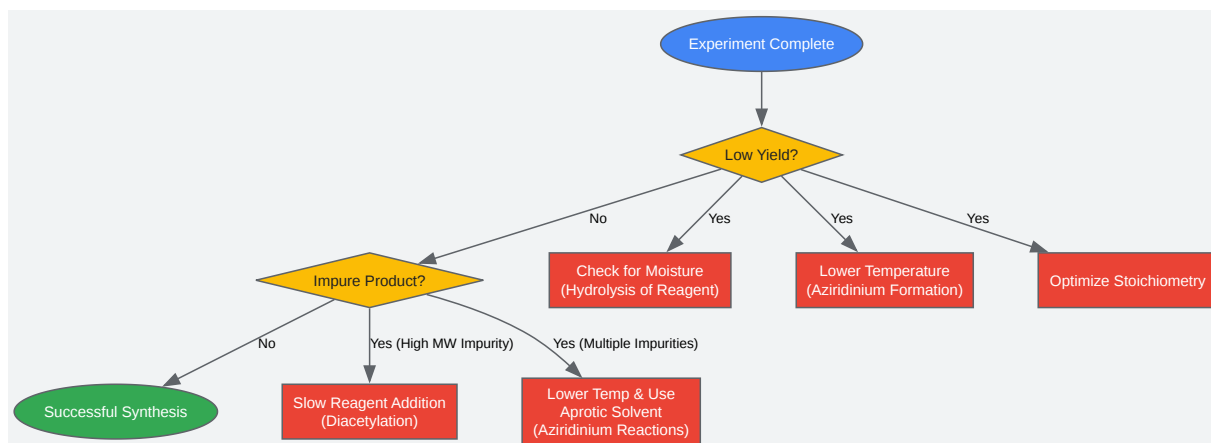 Experiment Complete
Low Yield?
No
Yes
Yes
Yes
Impure Product?
Check for Moisture
(Hydrolysis of Reagent)
Lower Temperature
(Aziridinium Formation)
Optimize Stoichiometry
No
Yes (High MW Impurity)
Yes (Multiple Impurities)
Successful Synthesis
Slow Reagent Addition
(Diacetylation)
Lower Temp & Use
Aprotic Solvent
(Aziridinium Reactions)